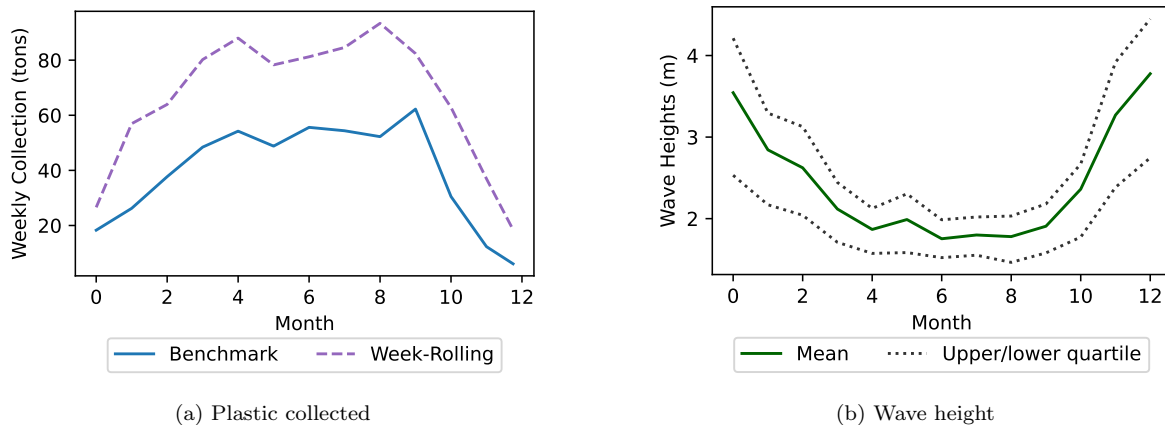 Weekly Collection (tons)
80
60
40
20
0 2 4 6 8 10 12
Month
Benchmark Week-Rolling
(a) Plastic collected
Wave Heights (m)
4
3
2
0 2 4 6 8 10 12
Month
Mean Upper/lower quartile
(b) Wave height